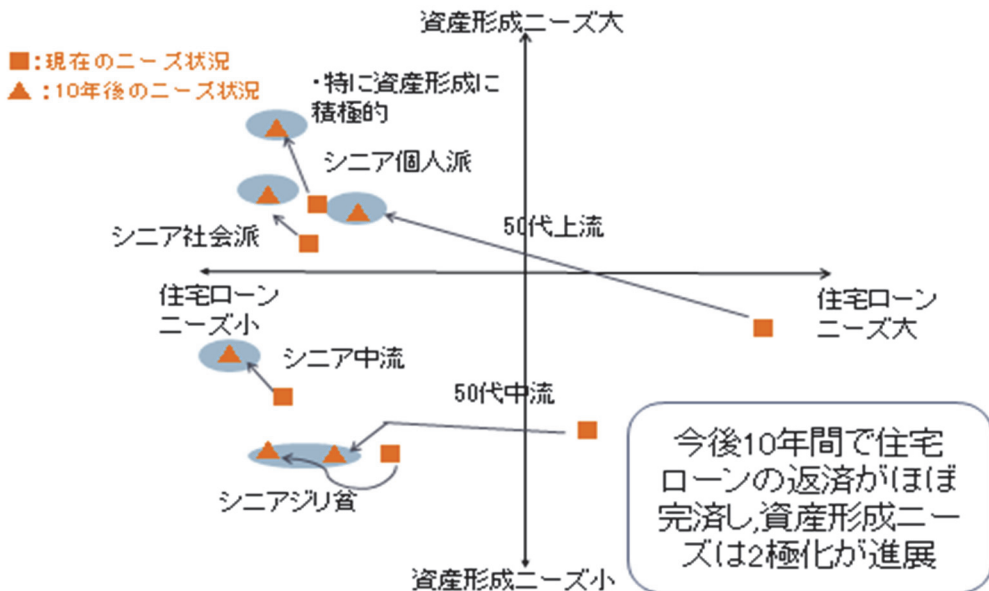 資産形成ニーズ大
■:現在のニーズ状況
▲:10年後のニーズ状況
・特に資産形成に
積極的
シニア個人派
50代上流
シニア社会派
住宅ローン
ニーズ小
住宅ローン
ニーズ大
シニア中流
50代中流
今後10年間で住宅
ローンの返済がほぼ
完済し,資産形成ニー
ズは2極化が進展
シニアジリ貧
資産形成ニーズ小